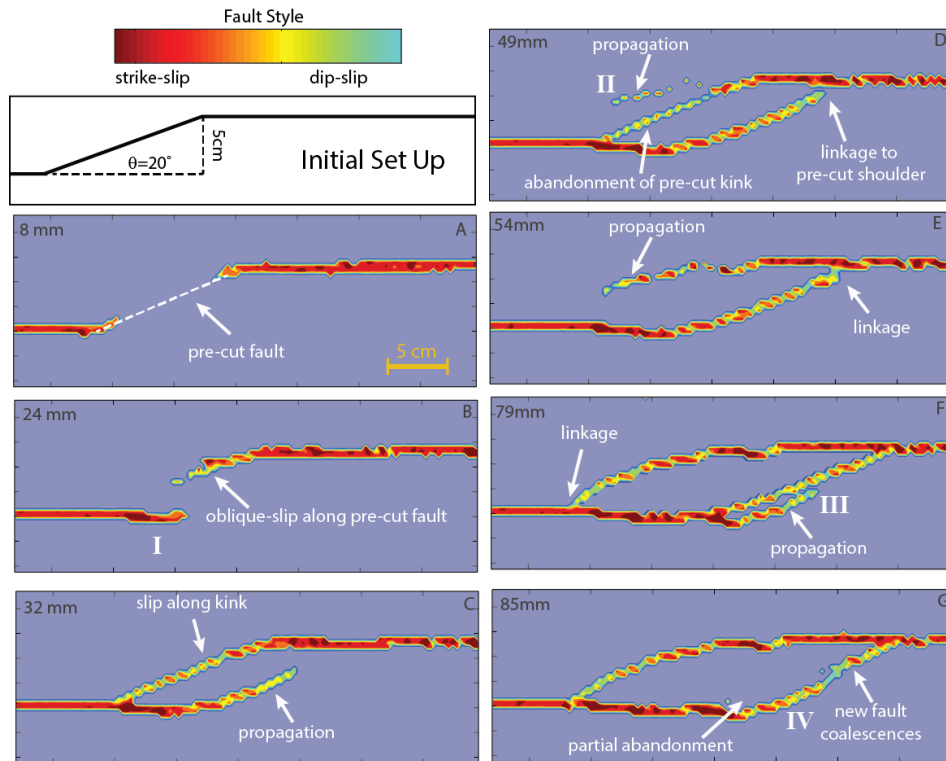 Fault Style
strike-slip
dip-slip
θ=20°
5cm
Initial Set Up
8 mm
A
pre-cut fault
5 cm
24 mm
B
oblique-slip along pre-cut fault
I
32 mm
C
slip along kink
propagation
49mm
D
propagation
II
abandonment of pre-cut kink
linkage to
pre-cut shoulder
54mm
E
propagation
linkage
79mm
F
linkage
III
propagation
85mm
G
partial abandonment
IV
new fault
coalescences